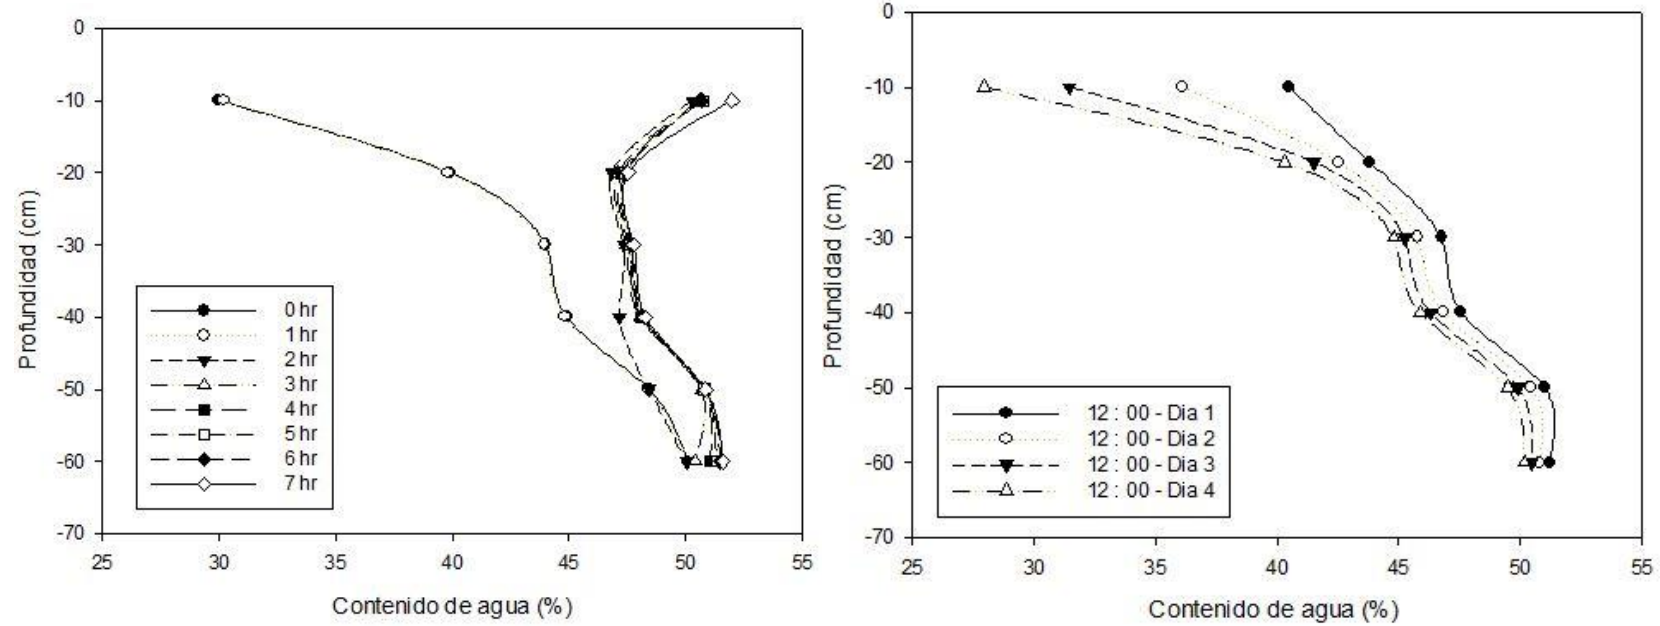 0
-10
-20
-30
-40
-50
-60
-70
25 30 35 40 45 50 55
Profundidad (cm)
Contenido de agua (%)
0 hr
1 hr
2 hr
3 hr
4 hr
5 hr
6 hr
7 hr
0
-10
-20
-30
-40
-50
-60
-70
25 30 35 40 45 50 55
Profundidad (cm)
Contenido de agua (%)
12 : 00 - Dia 1
12 : 00 - Dia 2
12 : 00 - Dia 3
12 : 00 - Dia 4